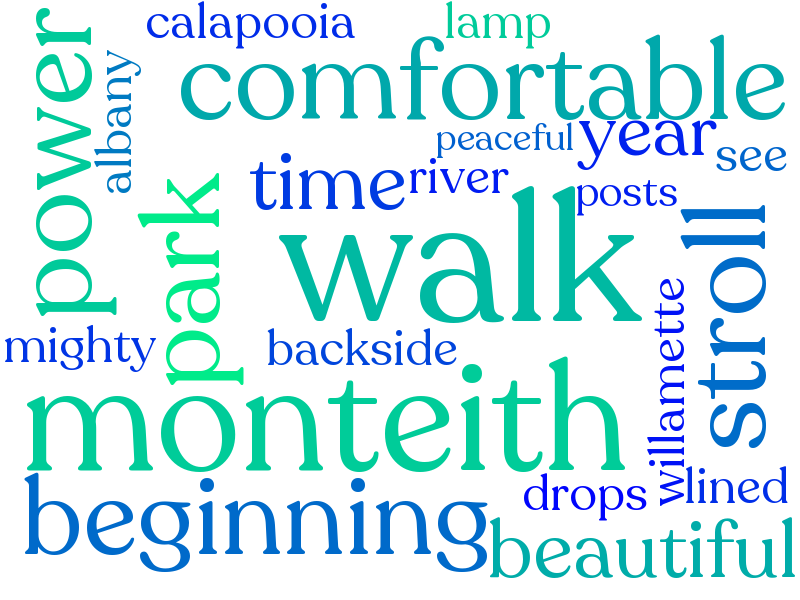 calapooia
lamp
comfortable
power
albany
peaceful
year
see
time
river
posts
park
walk
stroll
mighty
backside
willamette
monteith
lined
drops
beginning
beautiful